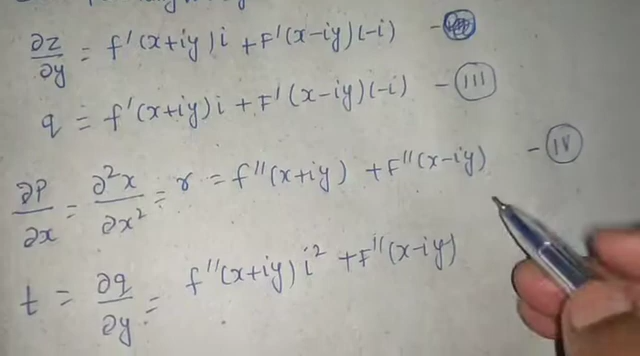 ∂z/∂y = f'(x+iy)i + F'(x-iy)(-i) -
q = f'(x+iy)i + F'(x-iy)(-i) - (III)
∂p/∂x = ∂²x/∂x² = r = f''(x+iy) + F''(x-iy) - (IV)
t = ∂q/∂y = f''(x+iy)i² + F''(x-iy)